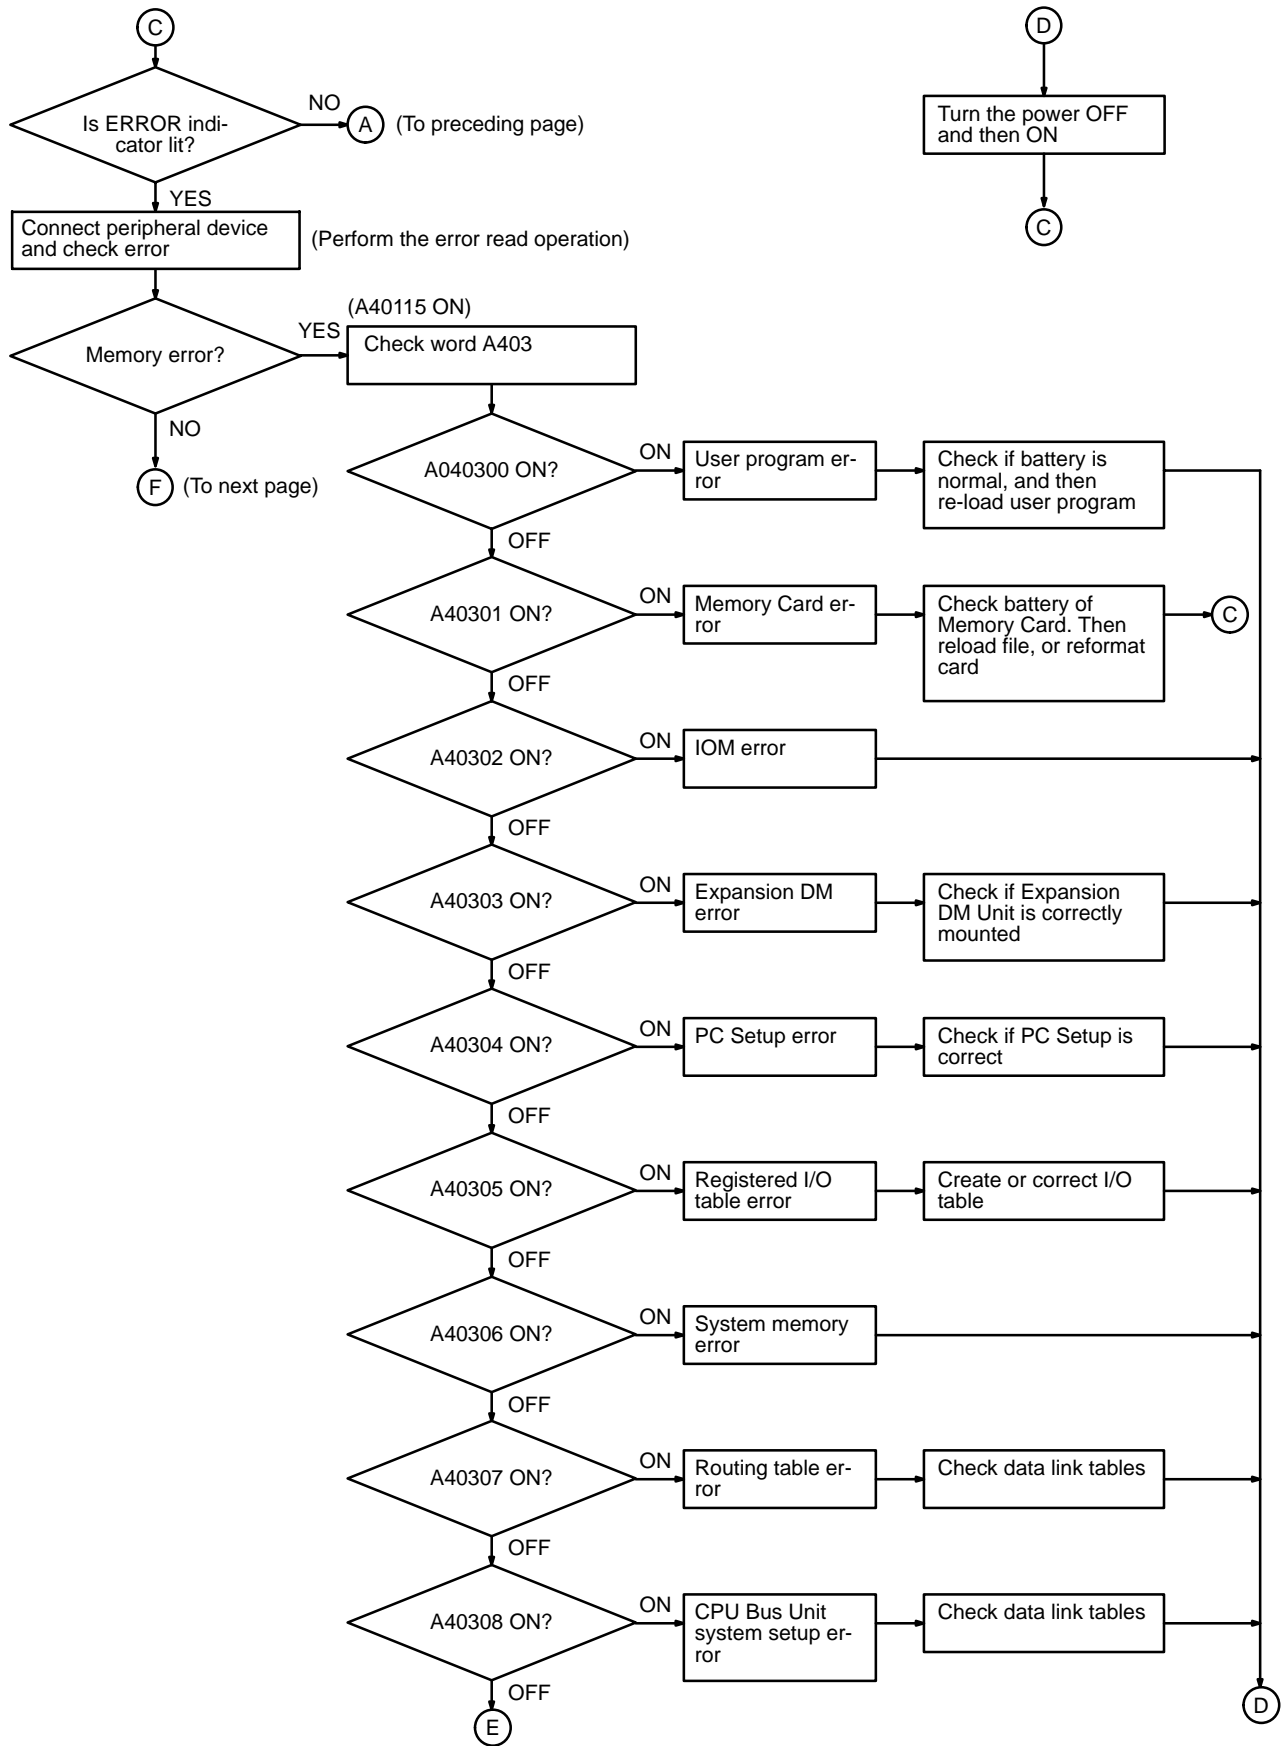 C
D
Is ERROR indi-
cator lit?
NO
A
(To preceding page)
Turn the power OFF
and then ON
C
YES
Connect peripheral device
and check error
(Perform the error read operation)
Memory error?
YES
(A40115 ON)
Check word A403
NO
F
(To next page)
A040300 ON?
ON
User program er-
ror
Check if battery is
normal, and then
re-load user program
OFF
A40301 ON?
ON
Memory Card er-
ror
Check battery of
Memory Card. Then
reload file, or reformat
card
C
OFF
A40302 ON?
ON
IOM error
OFF
A40303 ON?
ON
Expansion DM
error
Check if Expansion
DM Unit is correctly
mounted
OFF
A40304 ON?
ON
PC Setup error
Check if PC Setup is
correct
OFF
A40305 ON?
ON
Registered I/O
table error
Create or correct I/O
table
OFF
A40306 ON?
ON
System memory
error
OFF
A40307 ON?
ON
Routing table er-
ror
Check data link tables
OFF
A40308 ON?
ON
CPU Bus Unit
system setup er-
ror
Check data link tables
OFF
E
D